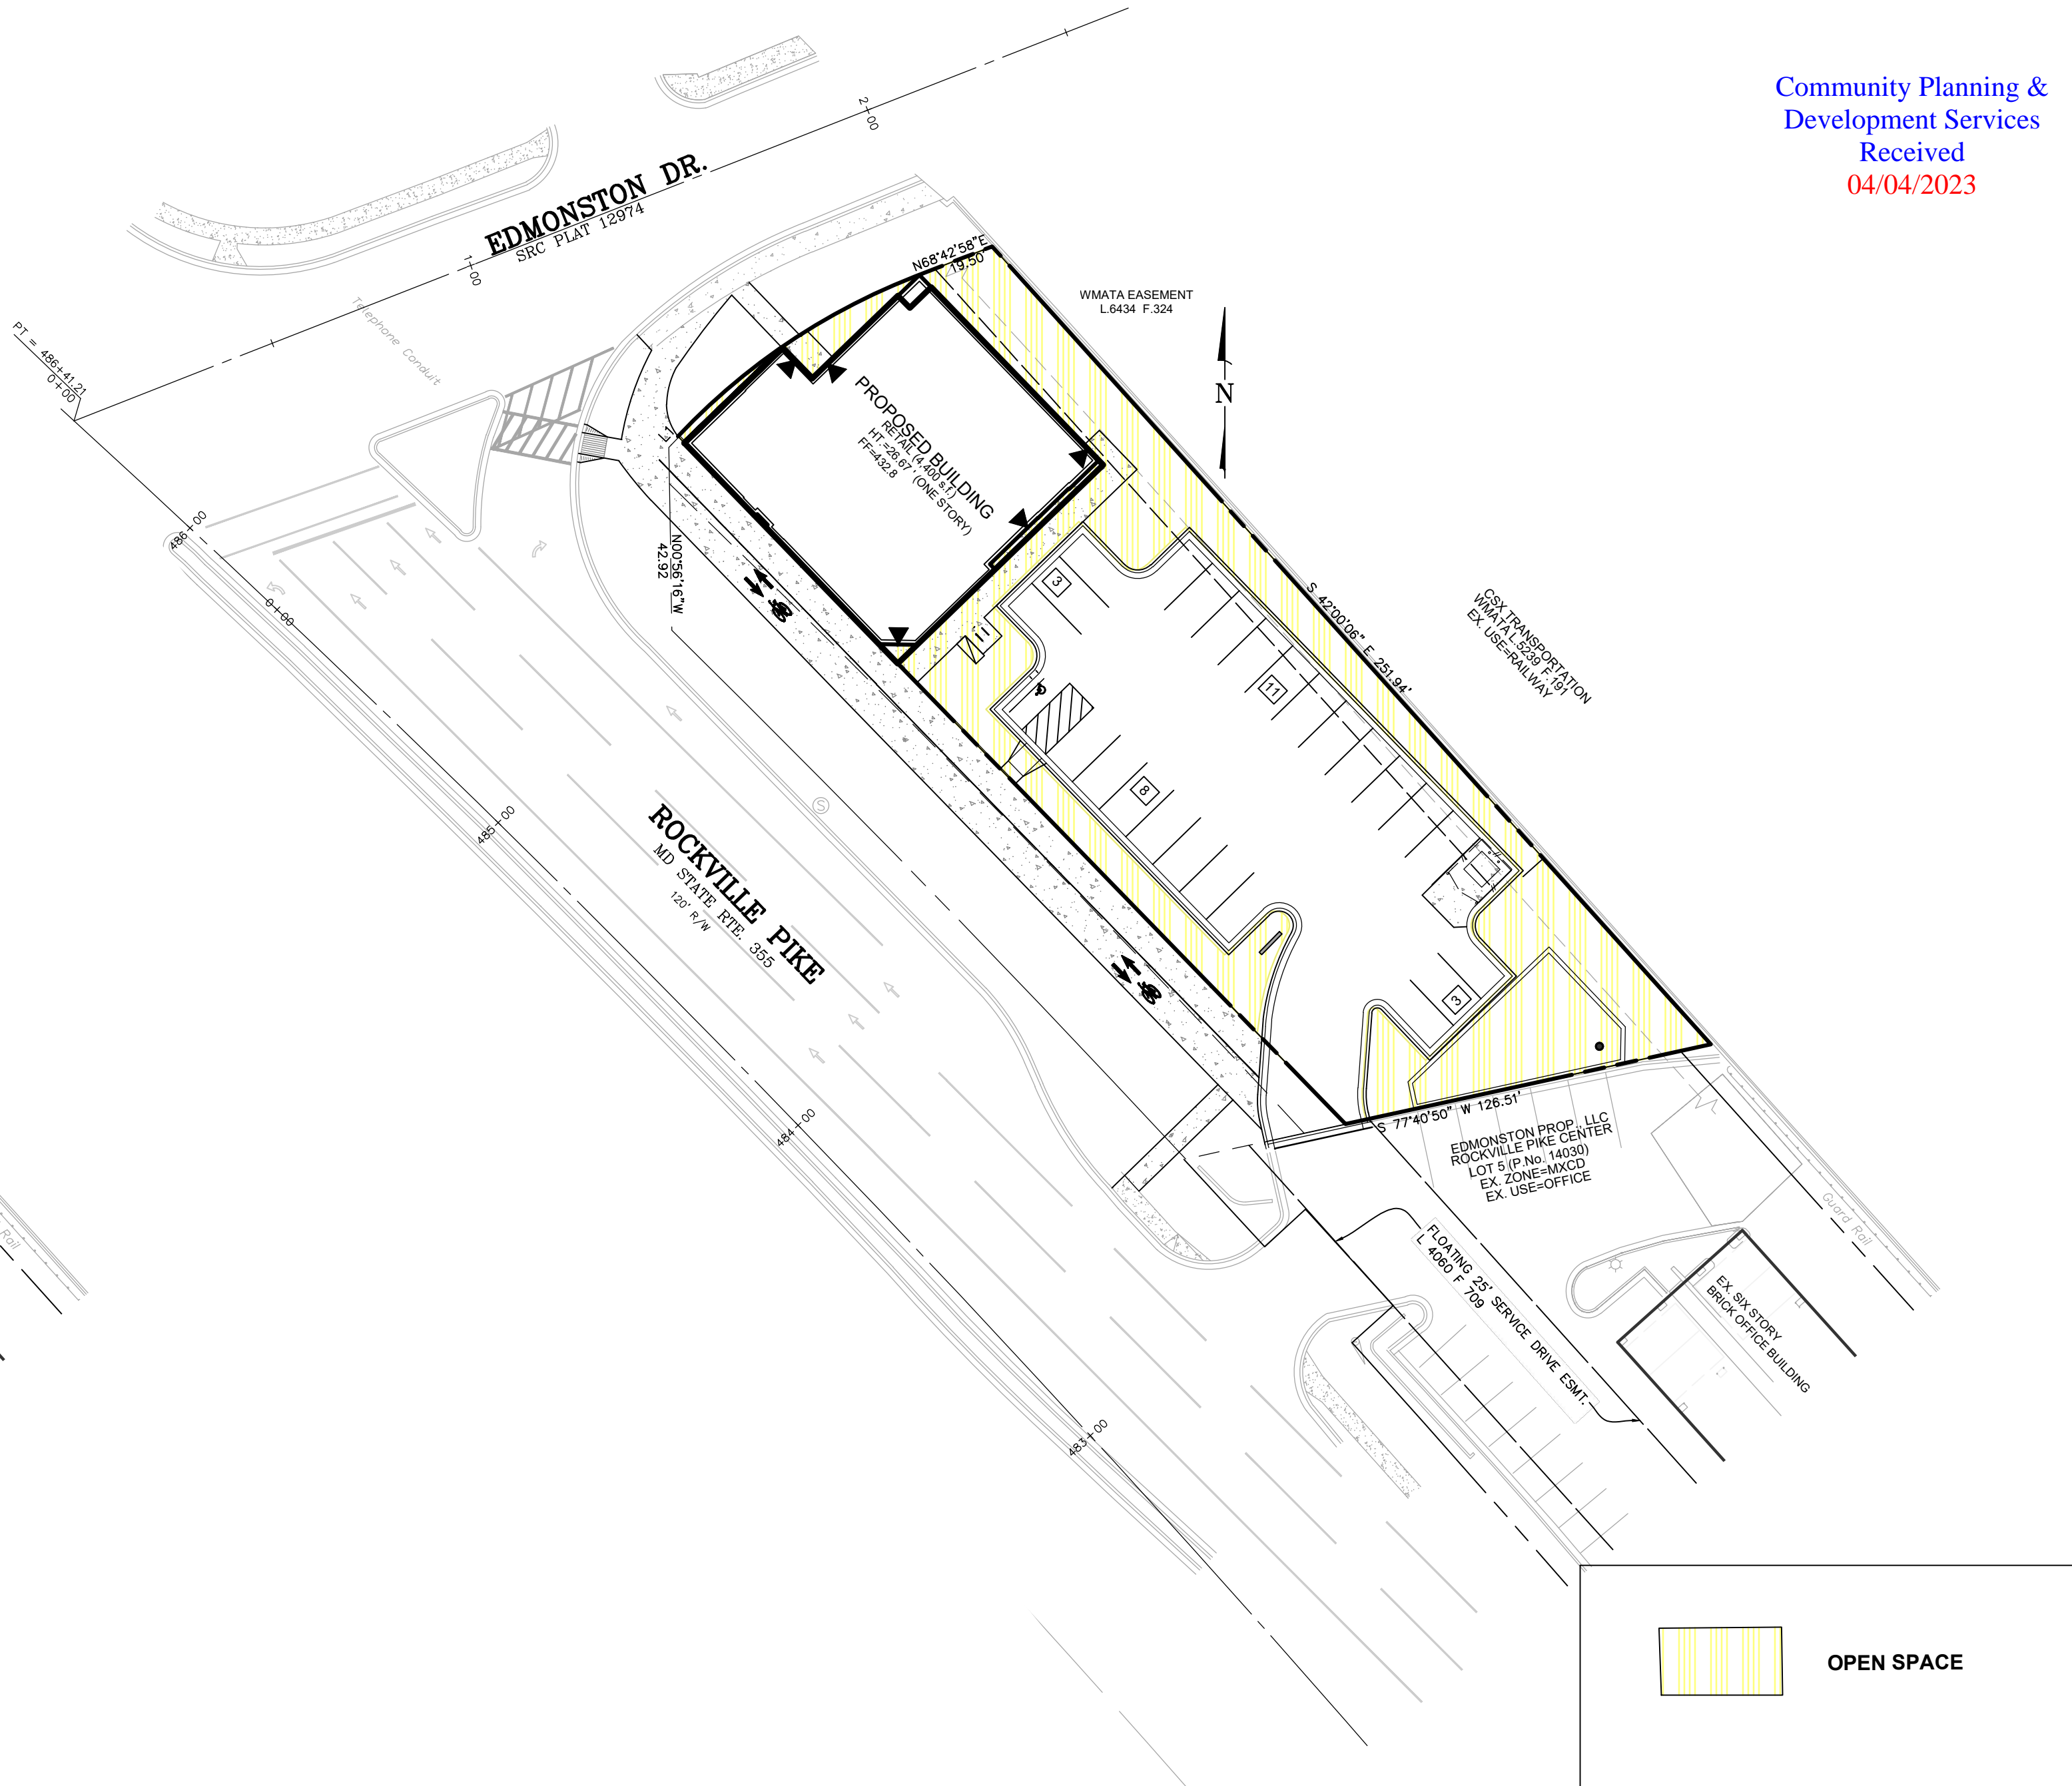 Community Planning &
Development Services
Received
04/04/2023
2+00
EDMONSTON DR.
SRC PLAT 12974
1+00
N68°42'58"E
19.50
WMATA EASEMENT
L.6434 F.324
Telephone Conduit
PT = 486+41.21
0+00
N
PROPOSED BUILDING
RETAIL (4,400 s.f.)
HT.=26.67' (ONE STORY)
FF=432.8
L1
486+00
0+00
N00°56'16"W
42.92
3
11
S 42°00'06" E 251.94'
CSX TRANSPORTATION
WMATA L.5239 F.191
EX. USE=RAILWAY
11
8
S
485+00
ROCKVILLE PIKE
MD STATE RTE. 355
120' R/W
3
484+00
S 77°40'50" W 126.51'
EDMONSTON PROP., LLC
ROCKVILLE PIKE CENTER
LOT 5 (P.No. 14030)
EX. ZONE=MXCD
EX. USE=OFFICE
Guard Rail
Rail
FLOATING 25' SERVICE DRIVE ESMT.
L 4060 F 709
EX. SIX STORY
BRICK OFFICE BUILDING
483+00
OPEN SPACE